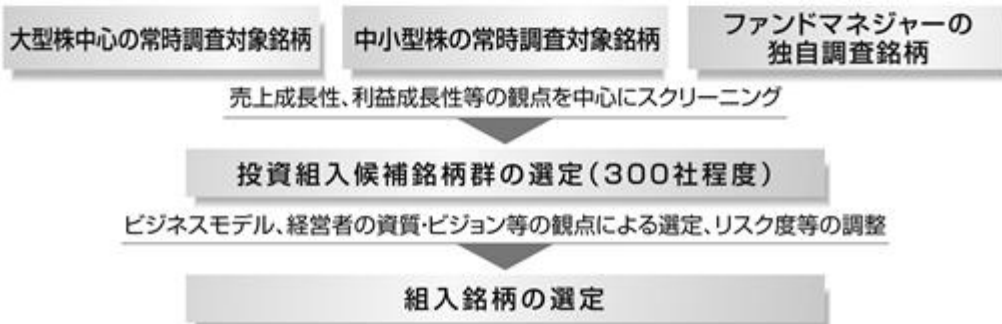 大型株中心の常時調査対象銘柄
中小型株の常時調査対象銘柄
ファンドマネジャーの
独自調査銘柄
売上成長性、利益成長性等の観点を中心にスクリーニング
投資組入候補銘柄群の選定(300社程度)
ビジネスモデル、経営者の資質・ビジョン等の観点による選定、リスク度等の調整
組入銘柄の選定